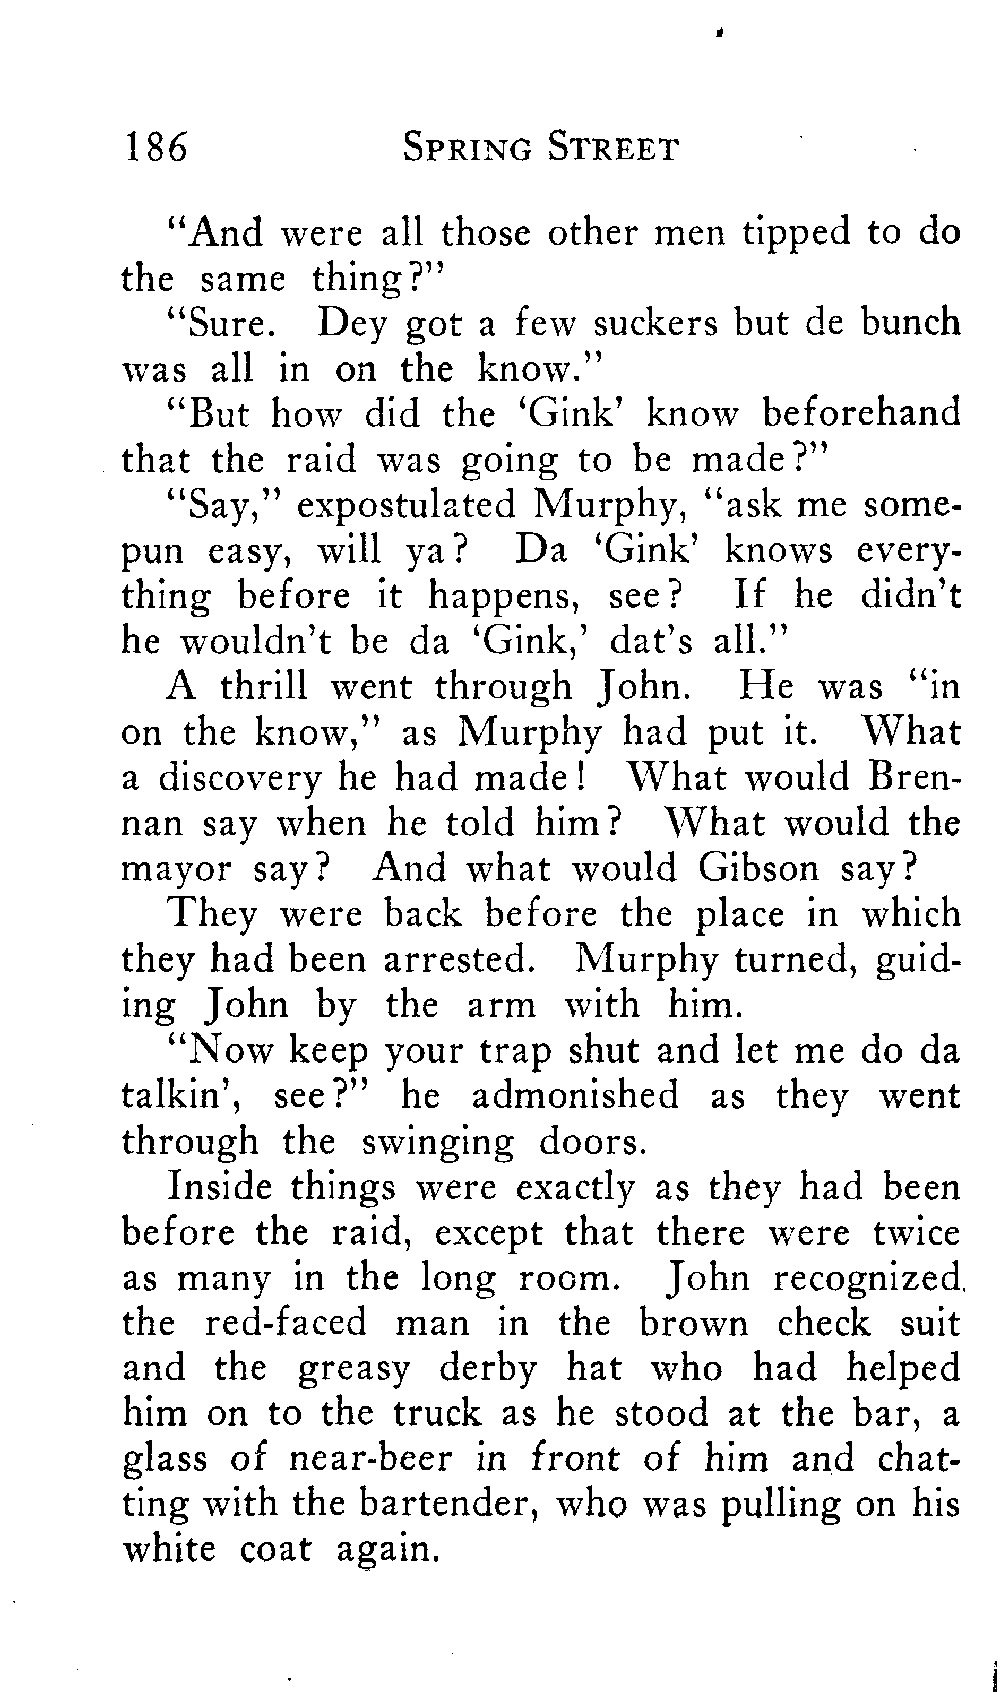 186 SPRING STREET
"And were all those other men tipped to do
the same thing?"
"Sure. Dey got a few suckers but de bunch
was all in on the know."
"But how did the 'Gink' know beforehand
that the raid was going to be made?"
"Say," expostulated Murphy, "ask me some-
pun easy, will ya? Da 'Gink' knows every-
thing before it happens, see? If he didn't
he wouldn't be da 'Gink,' dat's all."
A thrill went through John. He was "in
on the know," as Murphy had put it. What
a discovery he had made! What would Bren-
nan say when he told him? What would the
mayor say? And what would Gibson say?
They were back before the place in which
they had been arrested. Murphy turned, guid-
ing John by the arm with him.
"Now keep your trap shut and let me do da
talkin', see?" he admonished as they went
through the swinging doors.
Inside things were exactly as they had been
before the raid, except that there were twice
as many in the long room. John recognized
the red-faced man in the brown check suit
and the greasy derby hat who had helped
him on to the truck as he stood at the bar, a
glass of near-beer in front of him and chat-
ting with the bartender, who was pulling on his
white coat again.